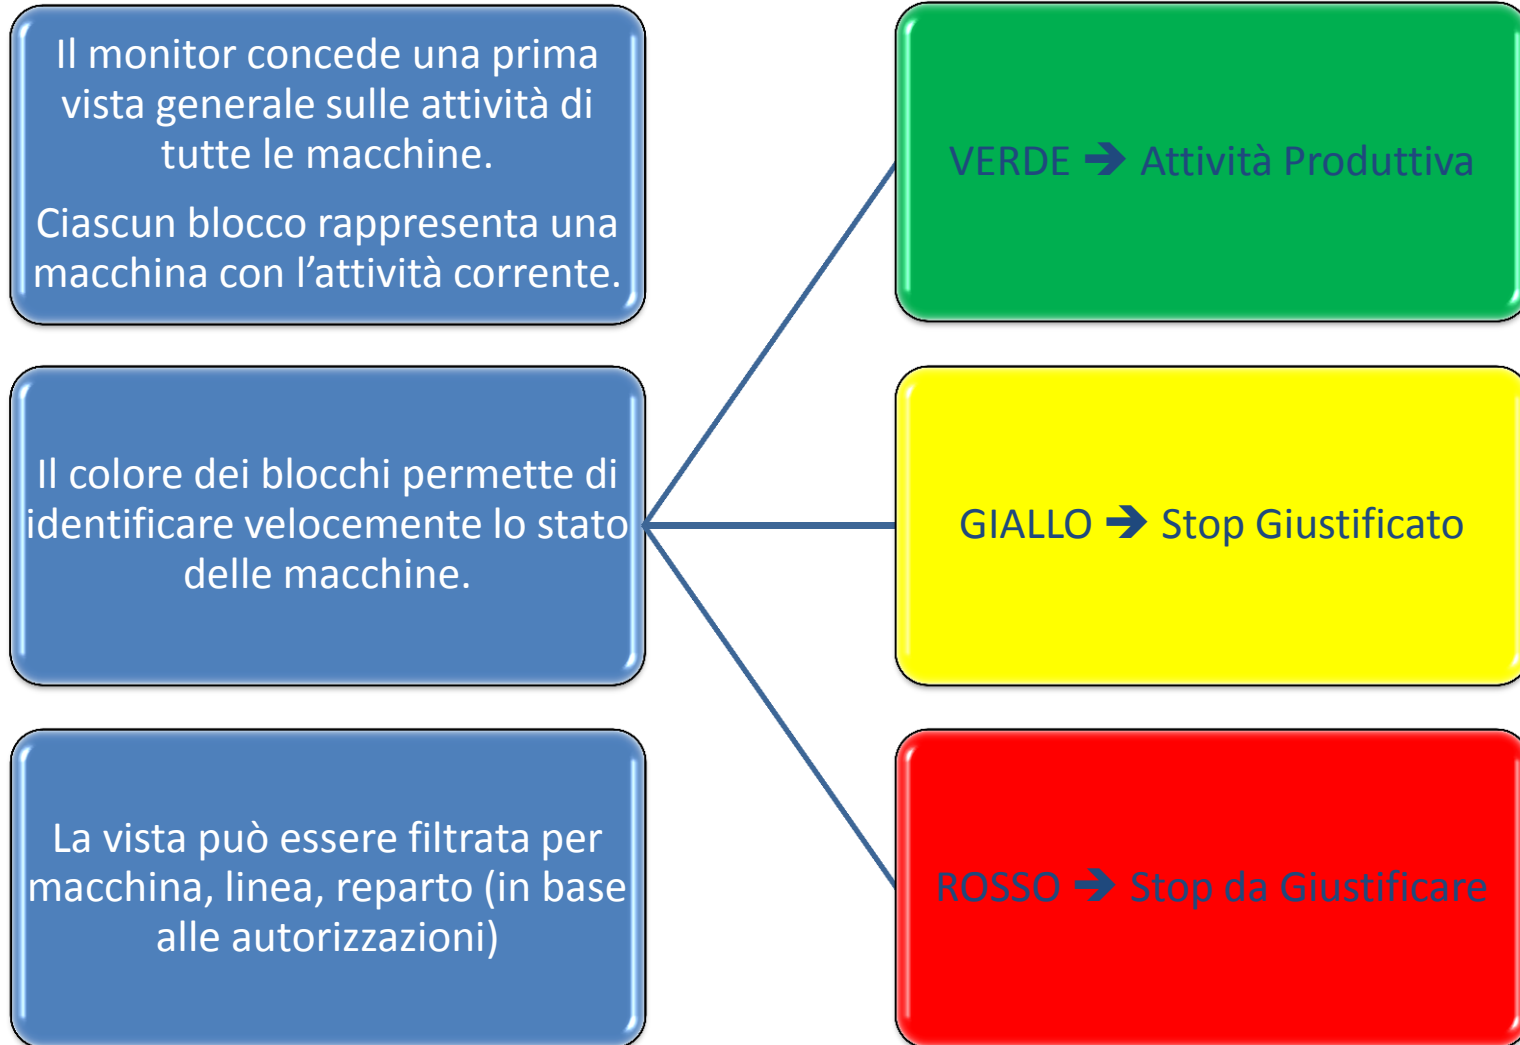 Il monitor concede una prima
vista generale sulle attività di
tutte le macchine.
Ciascun blocco rappresenta una
macchina con l’attività corrente.
Il colore dei blocchi permette di
identificare velocemente lo stato
delle macchine.
La vista può essere filtrata per
macchina, linea, reparto (in base
alle autorizzazioni)
VERDE ➔ Attività Produttiva
GIALLO ➔ Stop Giustificato
ROSSO ➔ Stop da Giustificare